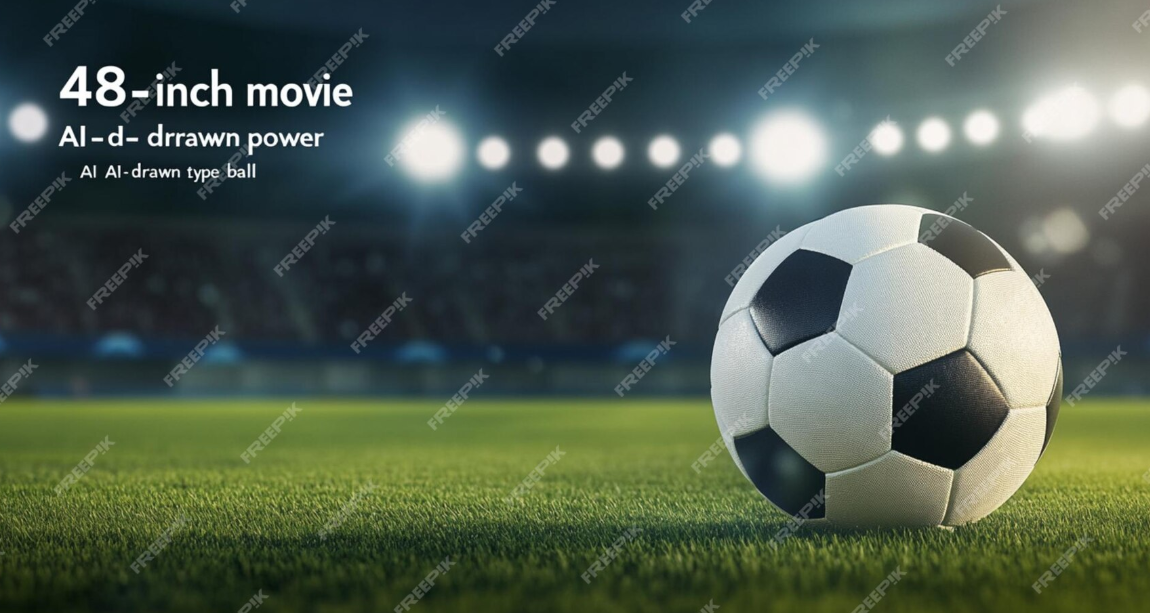 48-inch movie
AI-d- drrawn power
AI AI-drawn type ball
FREEPIK